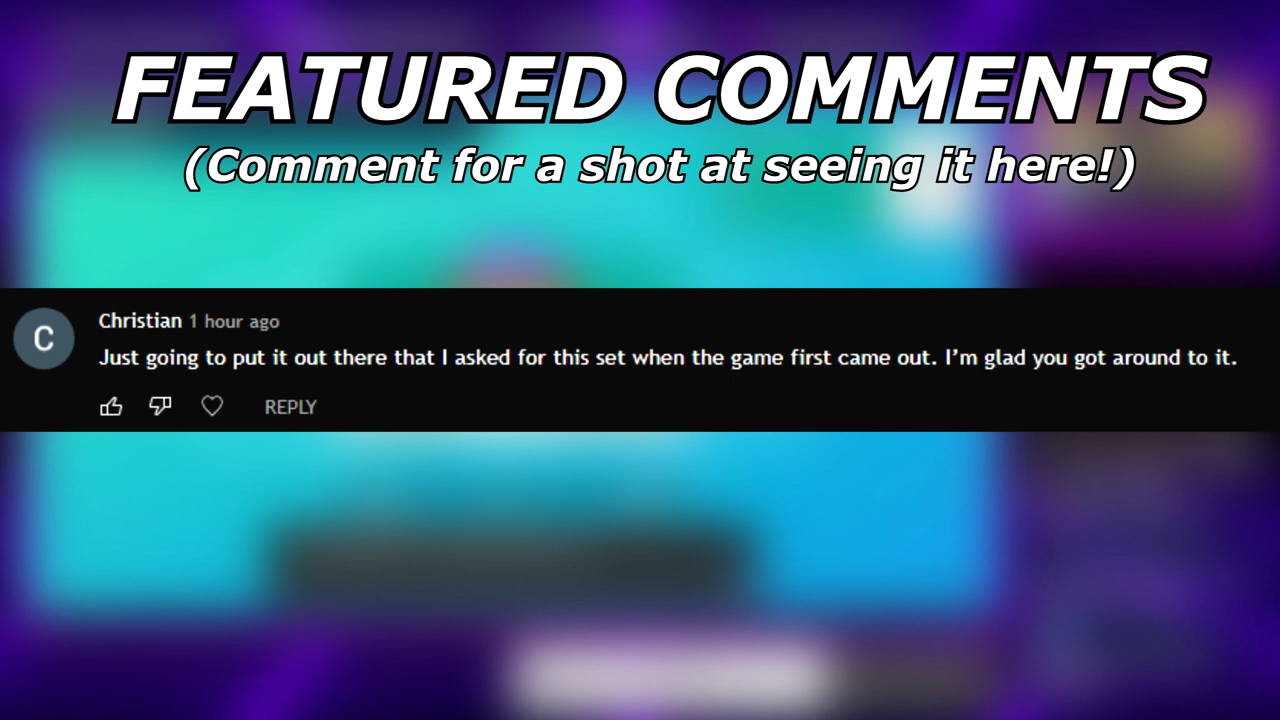 FEATURED COMMENTS
(Comment for a shot at seeing it here!)
C
Christian 1 hour ago
Just going to put it out there that I asked for this set when the game first came out. I’m glad you got around to it.
REPLY